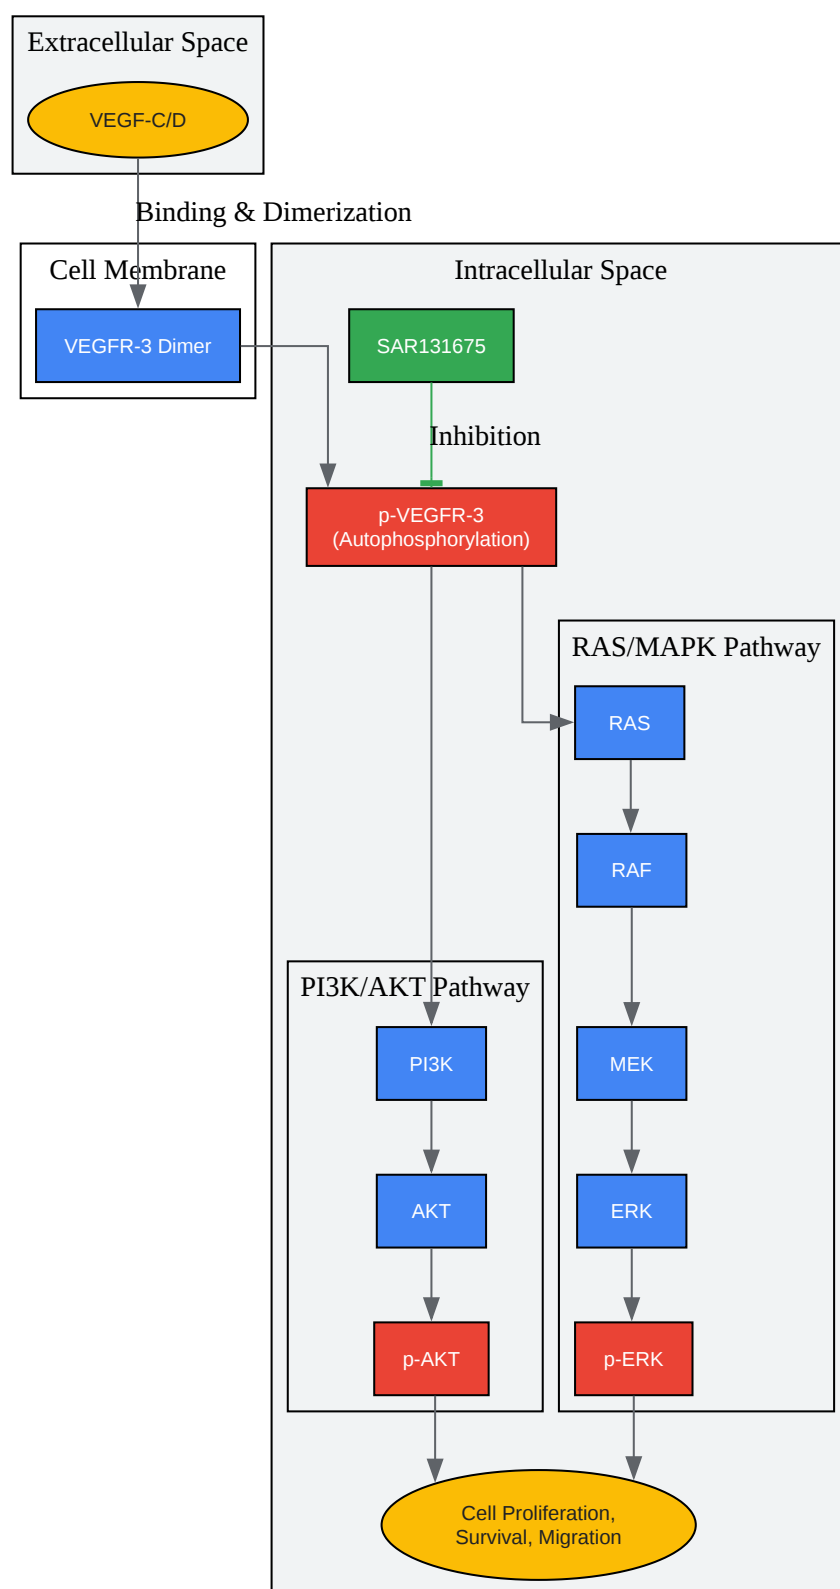 Extracellular Space
VEGF-C/D
Binding & Dimerization
Cell Membrane
VEGFR-3 Dimer
Intracellular Space
SAR131675
Inhibition
p-VEGFR-3
(Autophosphorylation)
RAS/MAPK Pathway
RAS
RAF
MEK
ERK
p-ERK
PI3K/AKT Pathway
PI3K
AKT
p-AKT
Cell Proliferation,
Survival, Migration